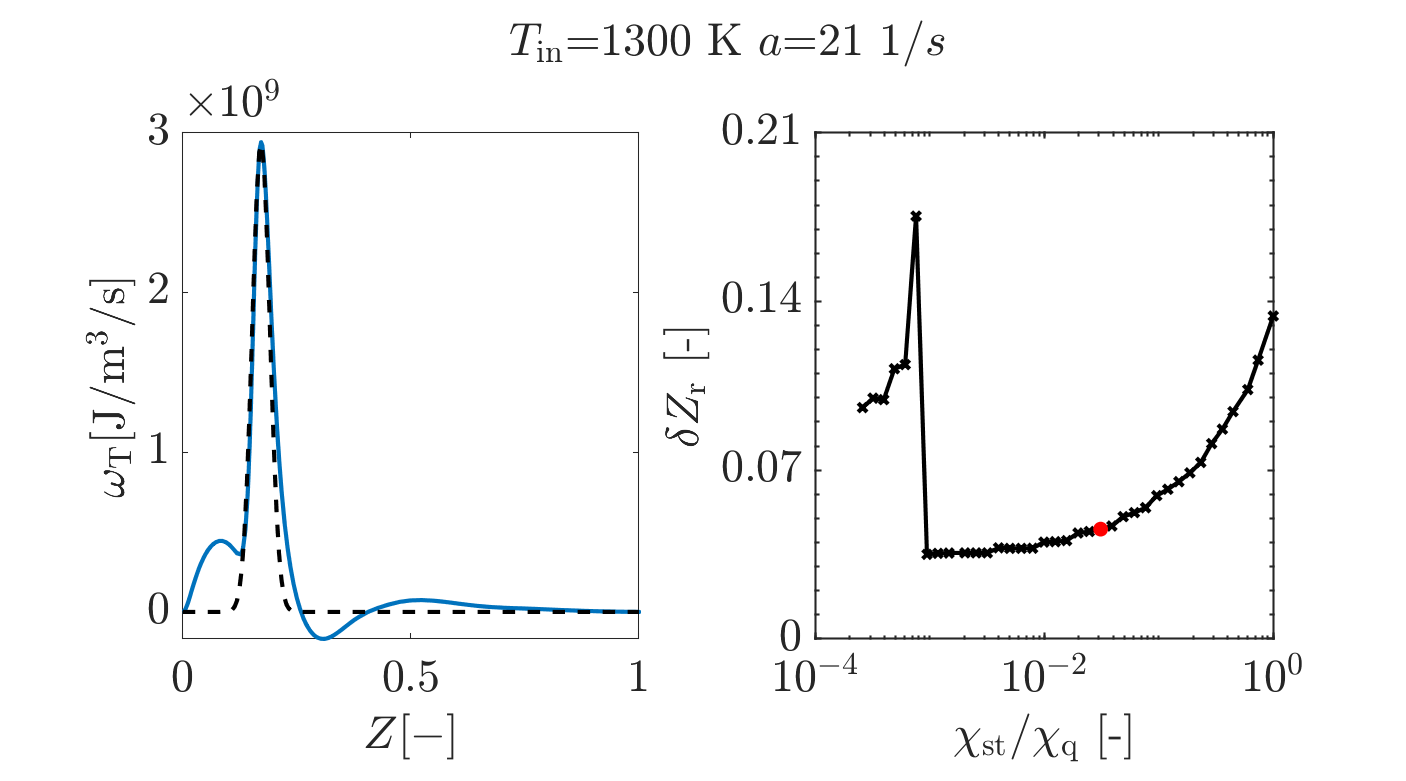 T_in=1300 K a=21 1/s
×10^9
3
2
1
0
ω_T[J/m^3/s]
0 0.5 1
Z[−]
0.21
0.14
0.07
0
δZ_r [-]
10^−4 10^−2 10^0
χ_st/χ_q [-]